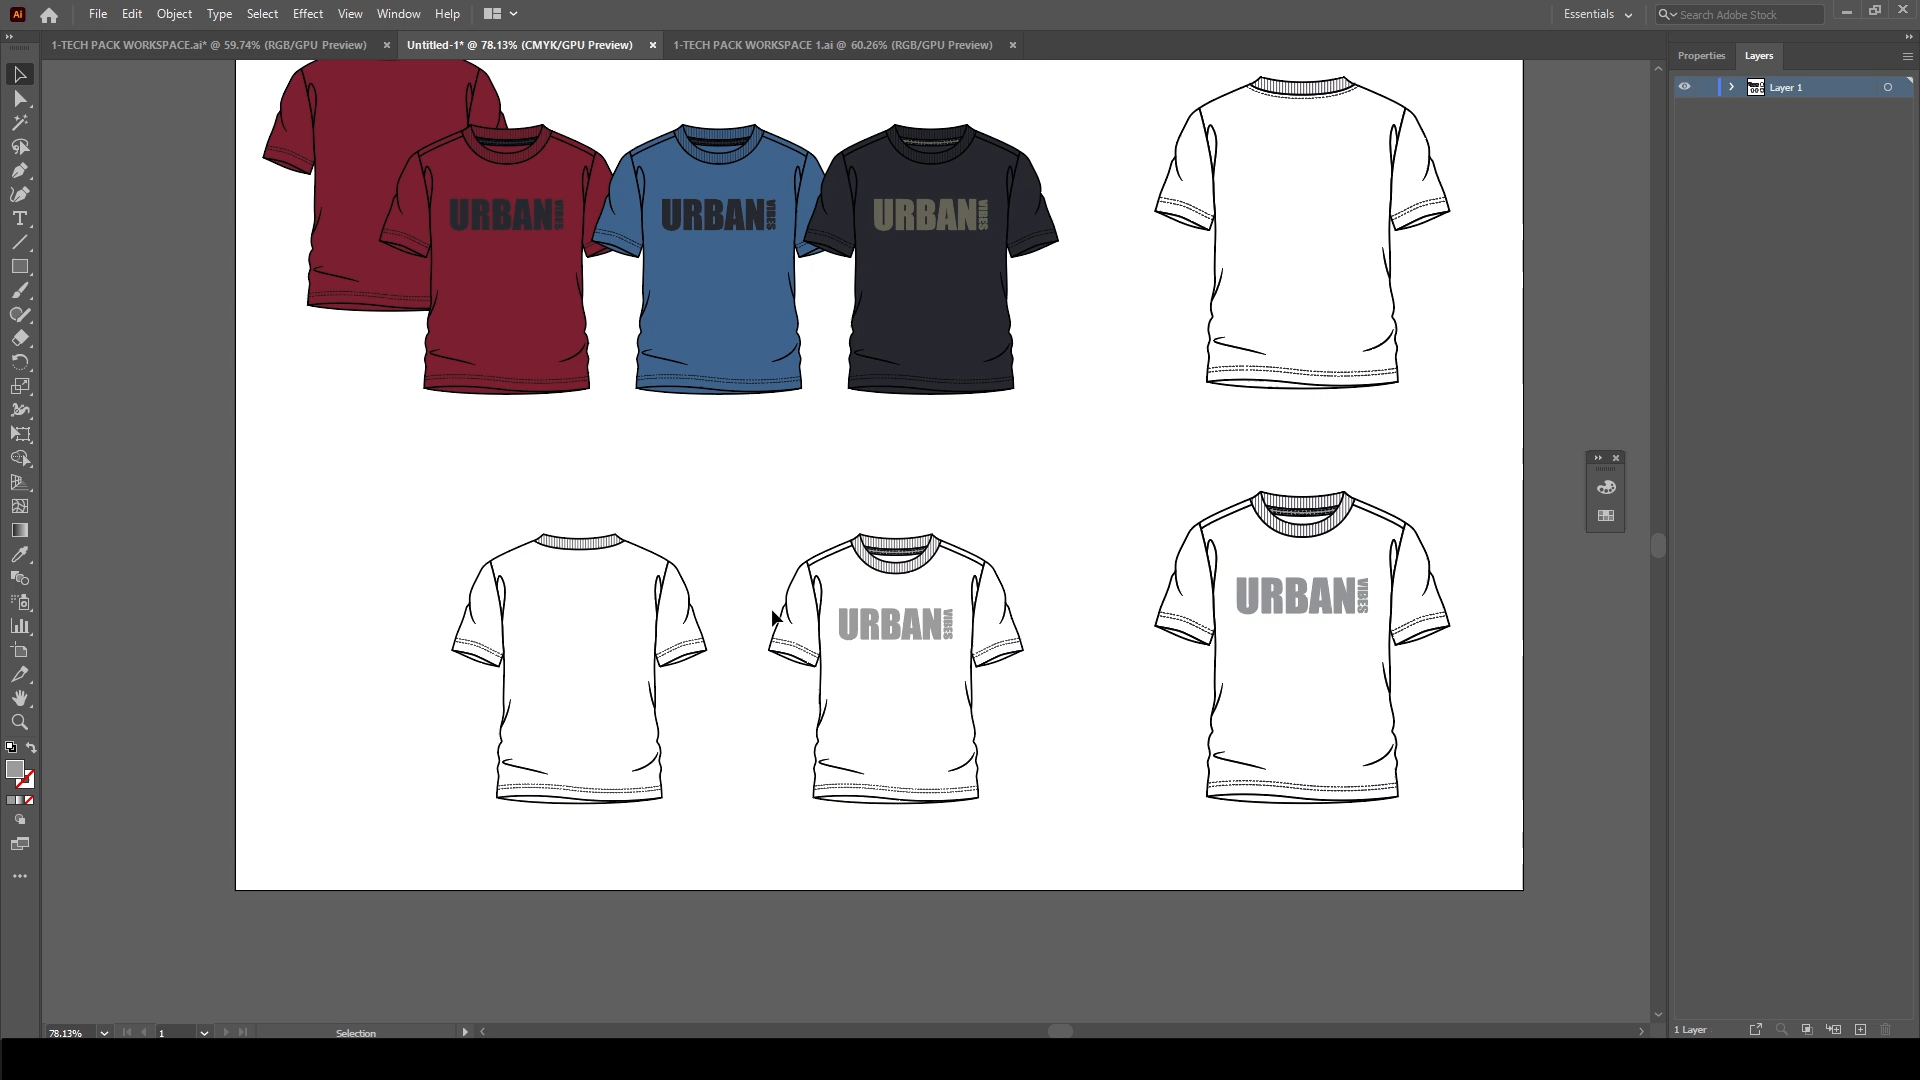 Ai File Edit Object Type Select Effect View Window Help
Essentials
Search Adobe Stock
1-TECH PACK WORKSPACE.ai* @ 59.74% (RGB/GPU Preview) × Untitled-1* @ 78.13% (CMYK/GPU Preview) × 1-TECH PACK WORKSPACE 1.ai @ 60.26% (RGB/GPU Preview) ×
Properties Layers
Layer 1
URBAN VIBES
URBAN VIBES
URBAN VIBES
URBAN VIBES
URBAN VIBES
78.13% 1 Selection
1 Layer